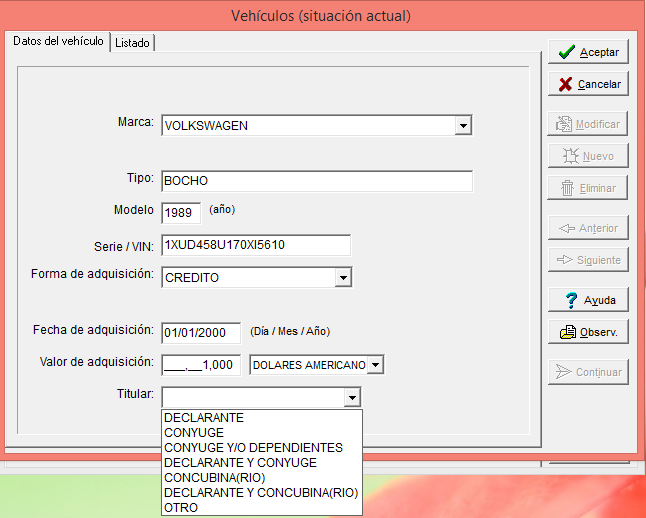 Vehículos (situación actual)
Datos del vehículo
Listado
Aceptar
Cancelar
Marca: VOLKSWAGEN
Modificar
Nuevo
Tipo: BOCHO
Eliminar
Modelo 1989 (año)
Anterior
Serie / VIN: 1XUD458U170XI5610
Siguiente
Forma de adquisición: CREDITO
Ayuda
Fecha de adquisición: 01/01/2000 (Día / Mes / Año)
Observ.
Valor de adquisición: ___,__1,000 DOLARES AMERICANO
Continuar
Titular:
DECLARANTE
CONYUGE
CONYUGE Y/O DEPENDIENTES
DECLARANTE Y CONYUGE
CONCUBINA(RIO)
DECLARANTE Y CONCUBINA(RIO)
OTRO